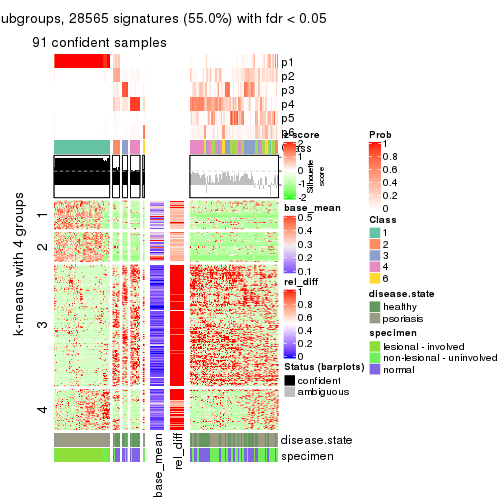 ubgroups, 28565 signatures (55.0%) with fdr < 0.05
91 confident samples
p1
p2
p3
p4
p5
p6
Class
Silhouette
score
1
2
3
4
k-means with 4 groups
disease.state
specimen
base_mean
rel_diff
z-score
2
1
0
-1
-2
base_mean
0.5
0.4
0.3
0.2
0.1
rel_diff
1
0.8
0.6
0.4
0.2
0
Status (barplots)
confident
ambiguous
Prob
1
0.8
0.6
0.4
0.2
0
Class
1
2
3
4
6
disease.state
healthy
psoriasis
specimen
lesional - involved
non-lesional - uninvolved
normal